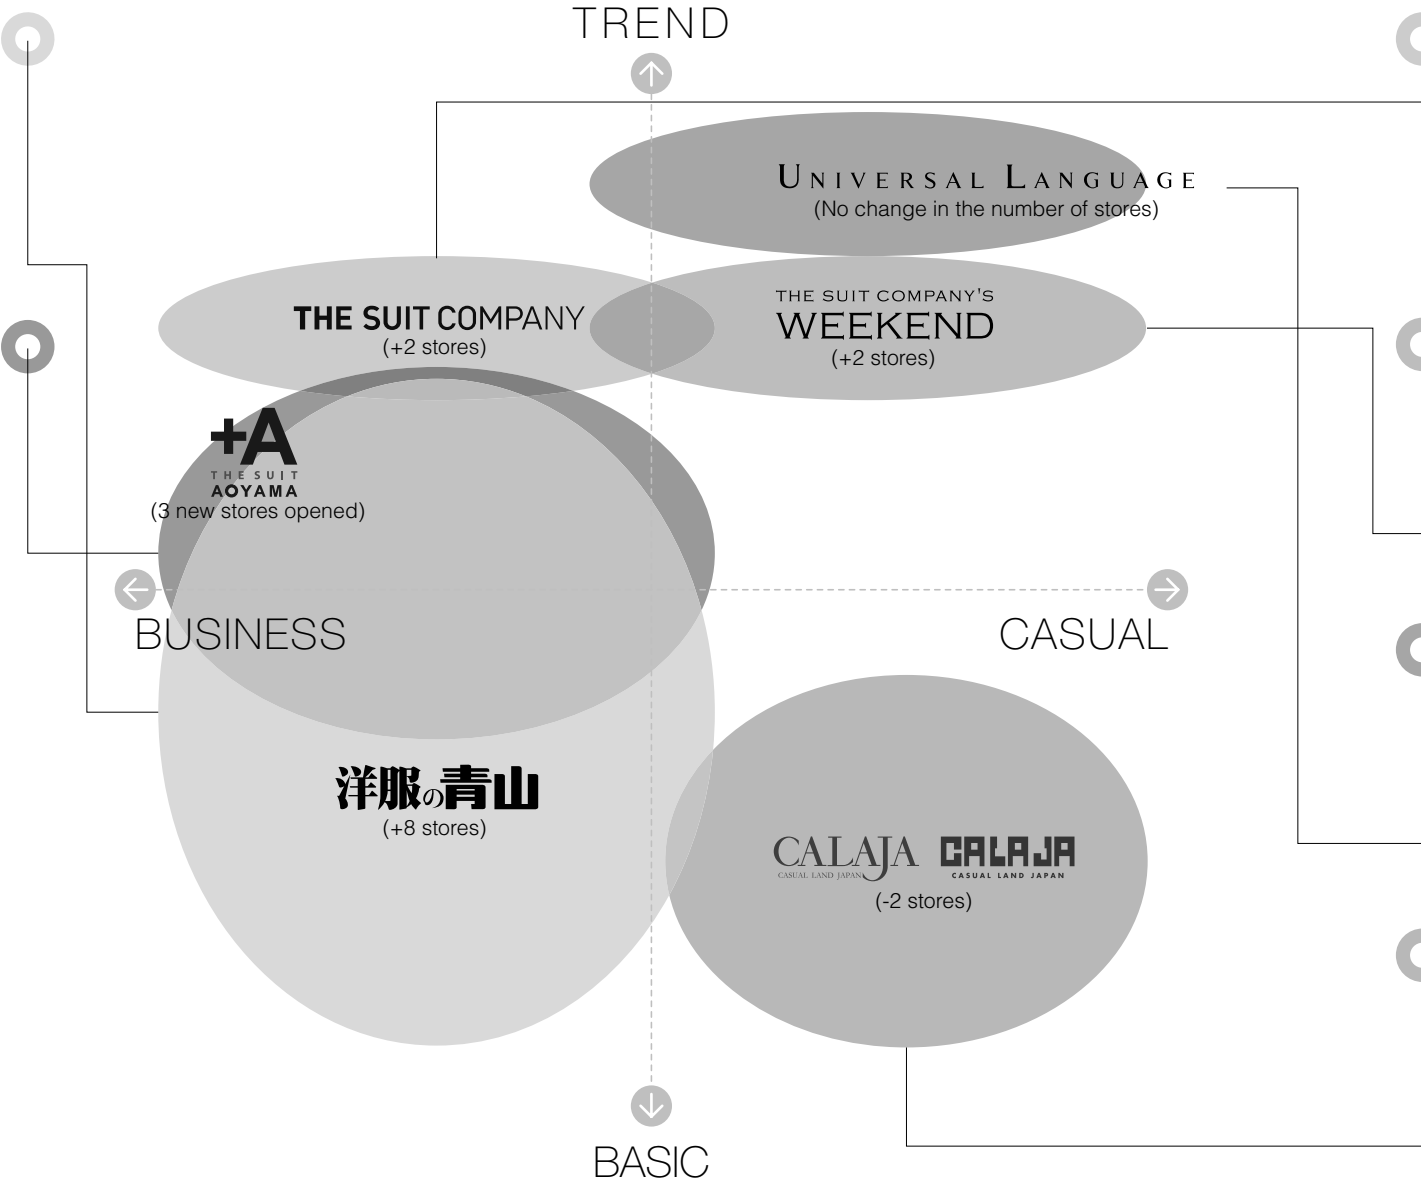 TREND
UNIVERSAL LANGUAGE
(No change in the number of stores)
THE SUIT COMPANY
(+2 stores)
THE SUIT COMPANY'S
WEEKEND
(+2 stores)
+A
THE SUIT
AOYAMA
(3 new stores opened)
BUSINESS
CASUAL
洋服の青山
(+8 stores)
CALAJA
CASUAL LAND JAPAN
CALAJA
CASUAL LAND JAPAN
(-2 stores)
BASIC